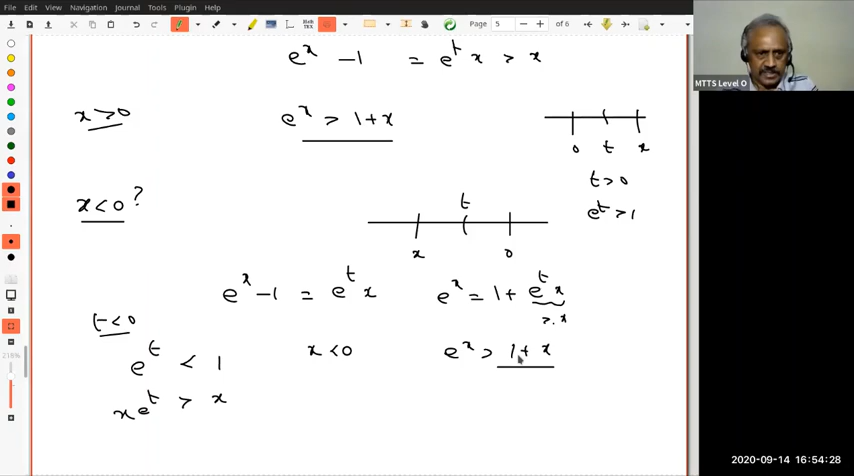 File Edit View Navigation Journal Tools Plugin Help
Page 5 of 6
e^x - 1 = e^t x > x
x > 0
e^x > 1 + x
0 t x
t > 0
e^t > 1
x < 0 ?
t
x 0
e^x - 1 = e^t x
e^x = 1 + e^t x
> x
t < 0
e^t < 1
x < 0
e^x > 1 + x
x e^t > x
218%
MTTS Level O
2020-09-14 16:54:28